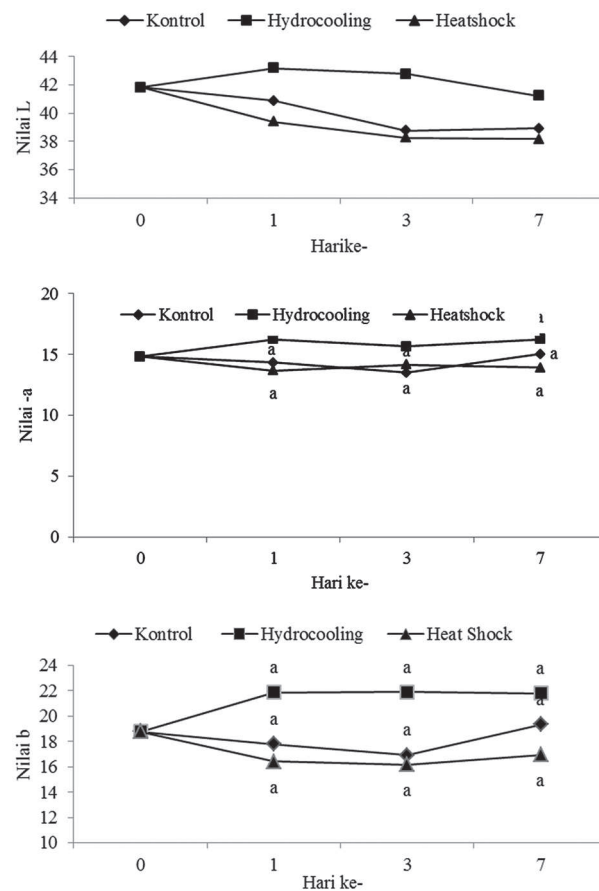 Kontrol Hydrocooling Heatshock
44
42
40
38
36
34
Nilai L
0 1 3 7
Harike-
20
15
10
5
0
Nilai -a
Kontrol Hydrocooling Heatshock
a
a a a
a a a
0 1 3 7
Hari ke-
Kontrol Hydrocooling Heat Shock
24
22
20
18
16
14
12
10
Nilai b
a a a
a a a
a a a
0 1 3 7
Hari ke-